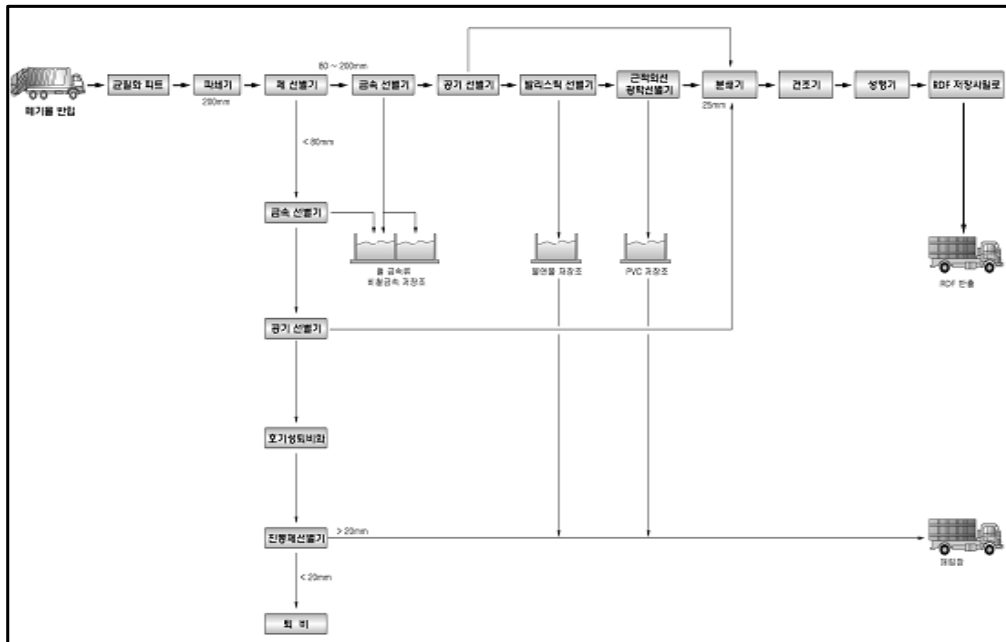 폐기물 반입
균질화 피트
파쇄기
200mm
체 선별기
80 ~ 200mm
금속 선별기
공기 선별기
발리스틱 선별기
근적외선
광학선별기
분쇄기
25mm
건조기
성형기
RDF 저장사일로
< 80mm
금속 선별기
철 금속류
비철금속 저장조
불연물 저장조
PVC 저장조
RDF 반출
공기 선별기
호기성퇴비화
진동체선별기
> 20mm
매립장
< 20mm
퇴 비